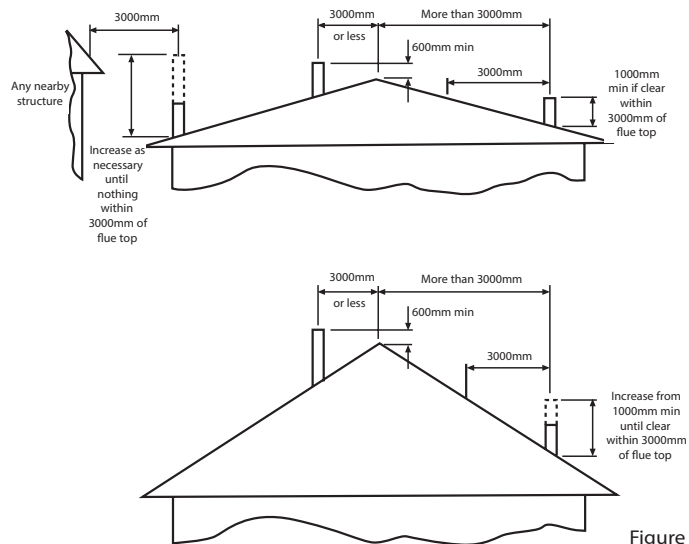 3000mm
3000mm
or less
More than 3000mm
600mm min
3000mm
Any nearby
structure
1000mm
min if clear
within
3000mm of
flue top
Increase as
necessary
until
nothing
within
3000mm of
flue top
3000mm
or less
More than 3000mm
600mm min
3000mm
Increase from
1000mm min
until clear
within 3000mm
of flue top
Figure